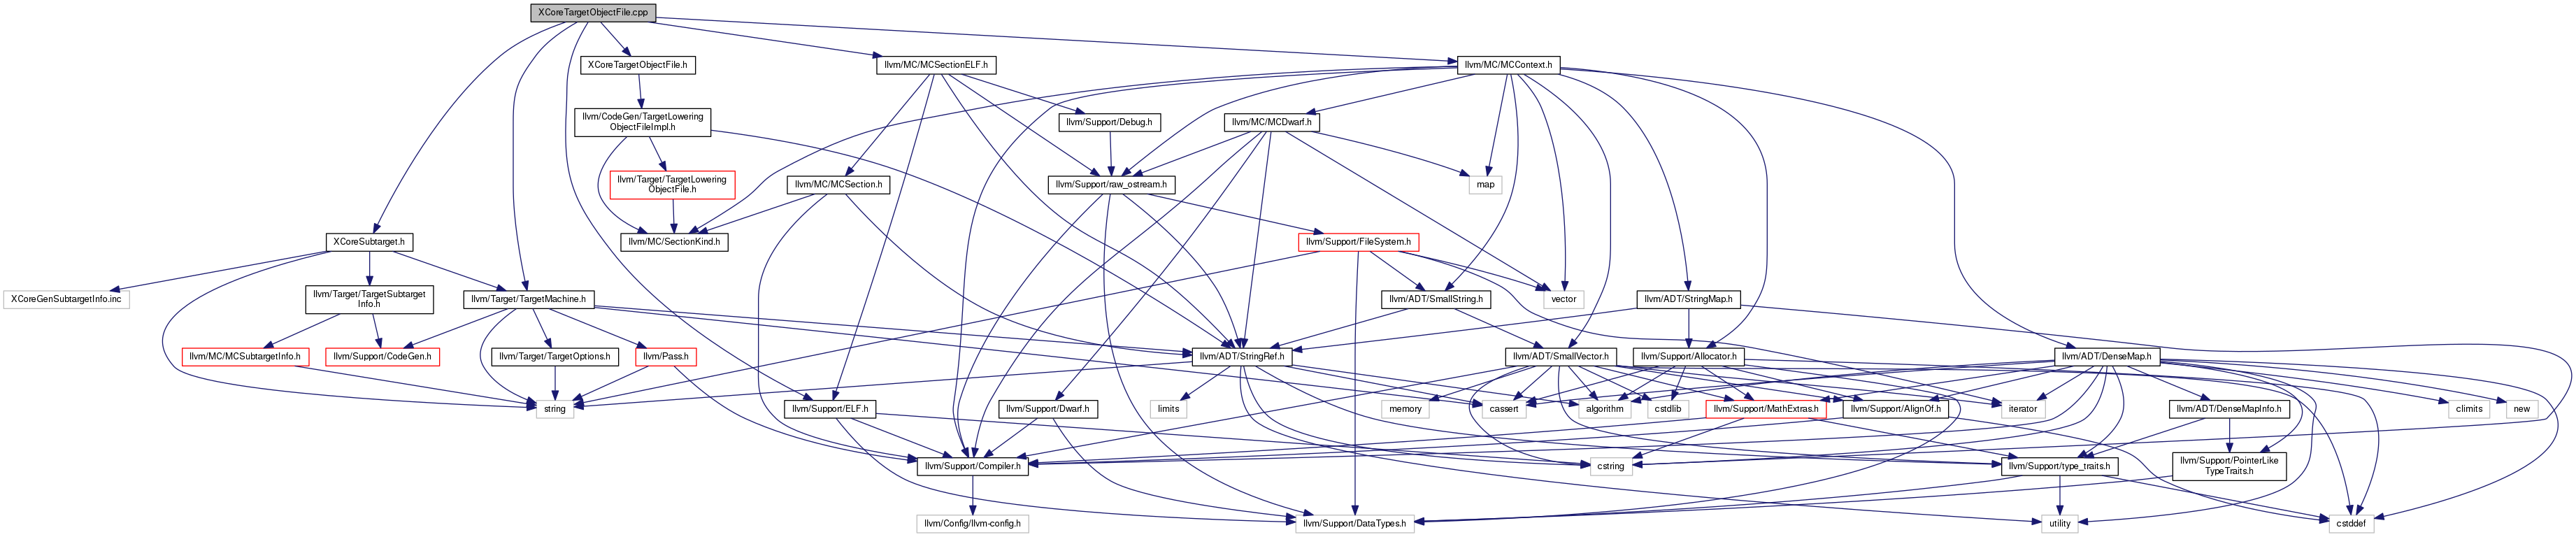 XCoreTargetObjectFile.cpp
XCoreTargetObjectFile.h
llvm/MC/MCSectionELF.h
llvm/MC/MCContext.h
llvm/CodeGen/TargetLowering
ObjectFileImpl.h
llvm/Support/Debug.h
llvm/MC/MCDwarf.h
llvm/Target/TargetLowering
ObjectFile.h
llvm/MC/MCSection.h
llvm/Support/raw_ostream.h
map
XCoreSubtarget.h
llvm/MC/SectionKind.h
llvm/Support/FileSystem.h
XCoreGenSubtargetInfo.inc
llvm/Target/TargetSubtarget
Info.h
llvm/Target/TargetMachine.h
llvm/ADT/SmallString.h
vector
llvm/ADT/StringMap.h
llvm/MC/MCSubtargetInfo.h
llvm/Support/CodeGen.h
llvm/Target/TargetOptions.h
llvm/Pass.h
llvm/ADT/StringRef.h
llvm/ADT/SmallVector.h
llvm/Support/Allocator.h
llvm/ADT/DenseMap.h
string
llvm/Support/ELF.h
llvm/Support/Dwarf.h
limits
memory
cassert
algorithm
cstdlib
llvm/Support/MathExtras.h
llvm/Support/AlignOf.h
iterator
llvm/ADT/DenseMapInfo.h
climits
new
llvm/Support/Compiler.h
cstring
llvm/Support/type_traits.h
llvm/Support/PointerLike
TypeTraits.h
llvm/Config/llvm-config.h
llvm/Support/DataTypes.h
utility
cstddef